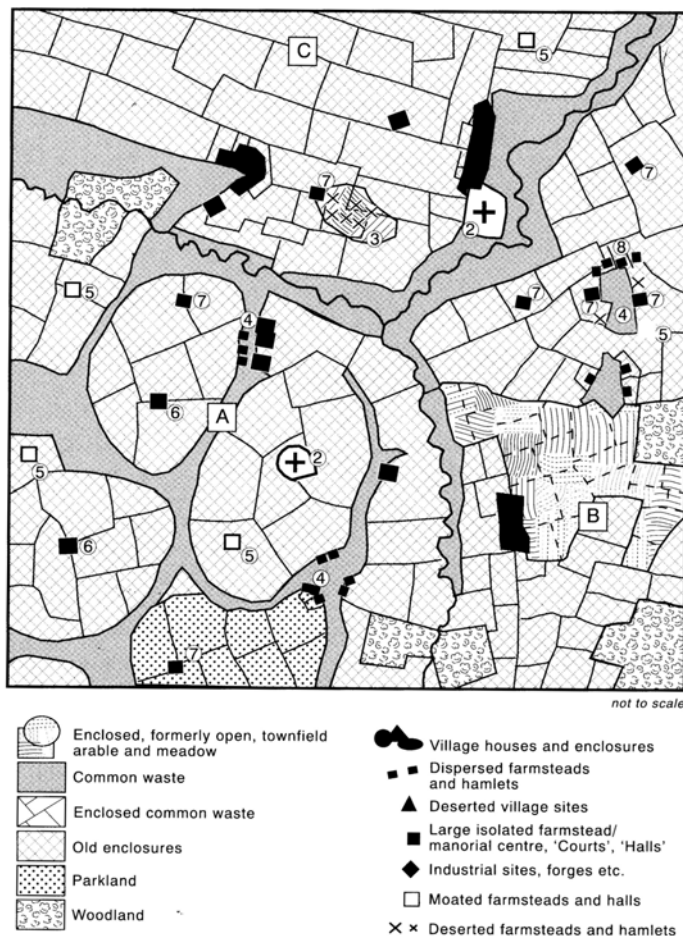 C
5
7
7
2
3
8
5
7
4
7
7
4
7
5
6
A
2
5
5
B
6
4
7
not to scale
Enclosed, formerly open, townfield
arable and meadow
Common waste
Enclosed common waste
Old enclosures
Parkland
Woodland
Village houses and enclosures
Dispersed farmsteads
and hamlets
Deserted village sites
Large isolated farmstead/
manorial centre, 'Courts', 'Halls'
Industrial sites, forges etc.
Moated farmsteads and halls
Deserted farmsteads and hamlets